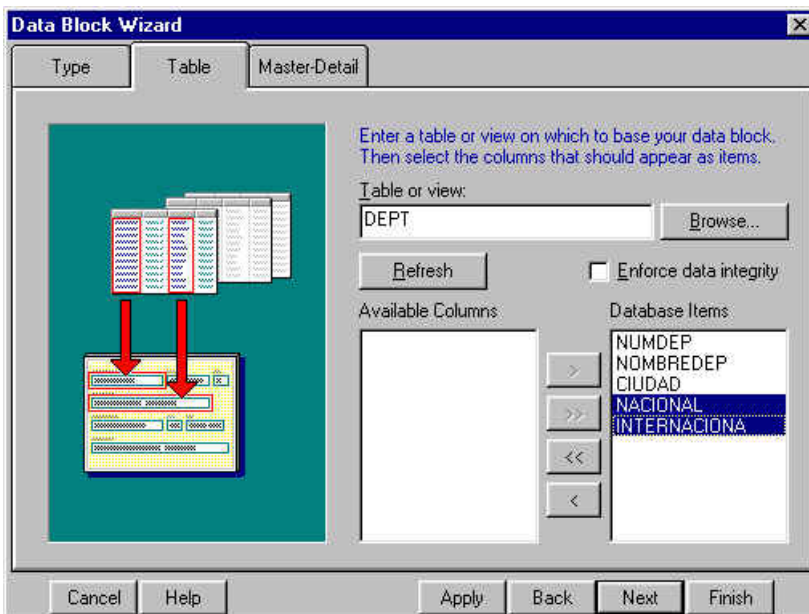 Data Block Wizard
Type
Table
Master-Detail
Enter a table or view on which to base your data block.
Then select the columns that should appear as items.
Table or view:
DEPT
Browse...
Refresh
Enforce data integrity
Available Columns
Database Items
NUMDEP
NOMBREDEP
CIUDAD
NACIONAL
INTERNACIONA
>
>>
<<
<
Cancel
Help
Apply
Back
Next
Finish